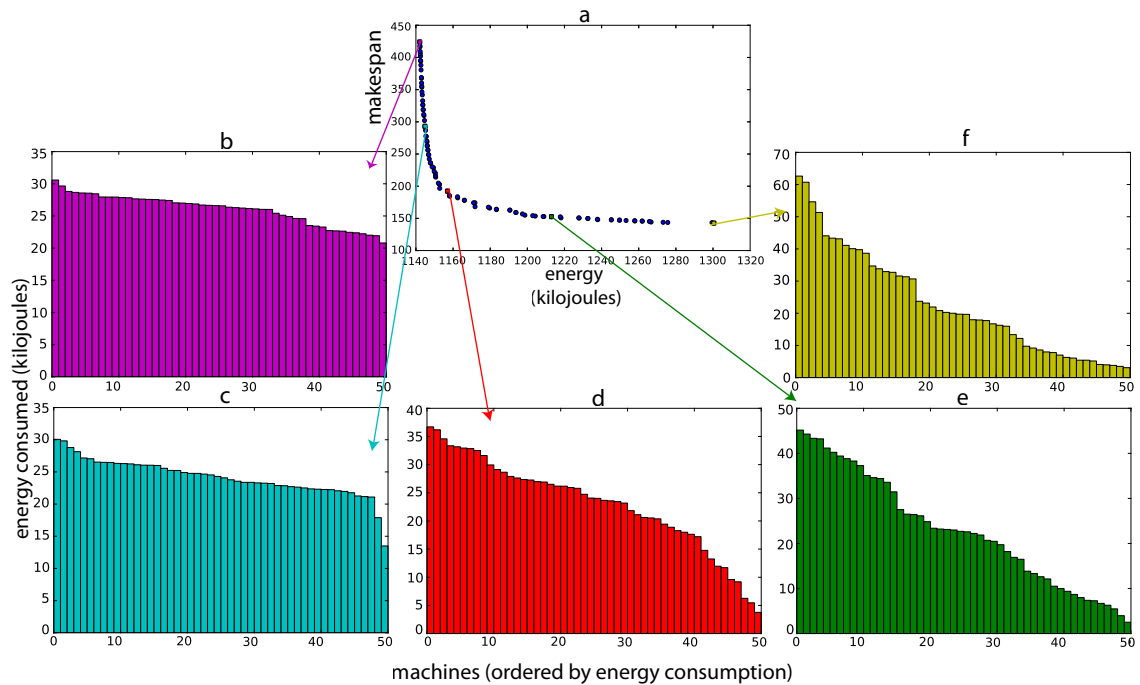 a
450
400
350
300
250
200
150
100
makespan
1140 1160 1180 1200 1220 1240 1260 1280 1300 1320
energy
(kilojoules)
b
35
30
25
20
15
10
5
0
0 10 20 30 40 50
f
70
60
50
40
30
20
10
0
0 10 20 30 40 50
energy consumed (kilojoules)
c
35
30
25
20
15
10
5
0
0 10 20 30 40 50
d
40
35
30
25
20
15
10
5
0
0 10 20 30 40 50
e
50
40
30
20
10
0
0 10 20 30 40 50
machines (ordered by energy consumption)